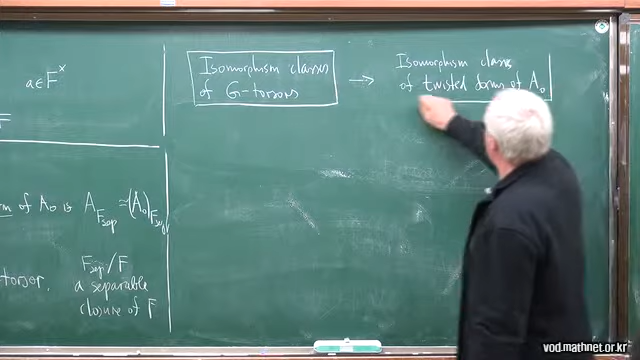 a∈F^×
F
m of A₀ is A_{F_sep} ≈ (A₀)_{F_sep}
torsor.
F_sep/F
a separable
closure of F
Isomorphism classes
of G-torsors
→
Isomorphism classes
of twisted forms of A₀
vod.mathnet.or.kr